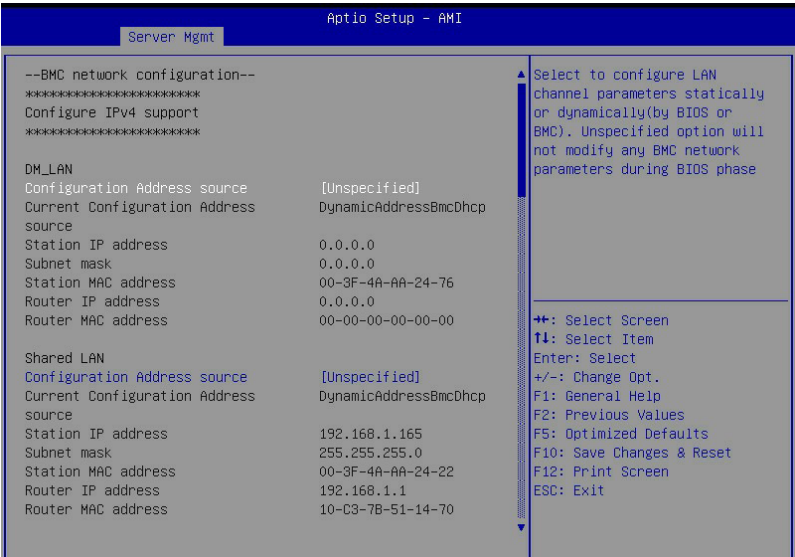 Aptio Setup - AMI
Server Mgmt
--BMC network configuration--
************************
Configure IPv4 support
************************
DM_LAN
Configuration Address source [Unspecified]
Current Configuration Address DynamicAddressBmcDhcp
source
Station IP address 0.0.0.0
Subnet mask 0.0.0.0
Station MAC address 00-3F-4A-AA-24-76
Router IP address 0.0.0.0
Router MAC address 00-00-00-00-00-00
Shared LAN
Configuration Address source [Unspecified]
Current Configuration Address DynamicAddressBmcDhcp
source
Station IP address 192.168.1.165
Subnet mask 255.255.255.0
Station MAC address 00-3F-4A-AA-24-22
Router IP address 192.168.1.1
Router MAC address 10-C3-7B-51-14-70
Select to configure LAN
channel parameters statically
or dynamically(by BIOS or
BMC). Unspecified option will
not modify any BMC network
parameters during BIOS phase
→←: Select Screen
↑↓: Select Item
Enter: Select
+/-: Change Opt.
F1: General Help
F2: Previous Values
F5: Optimized Defaults
F10: Save Changes & Reset
F12: Print Screen
ESC: Exit